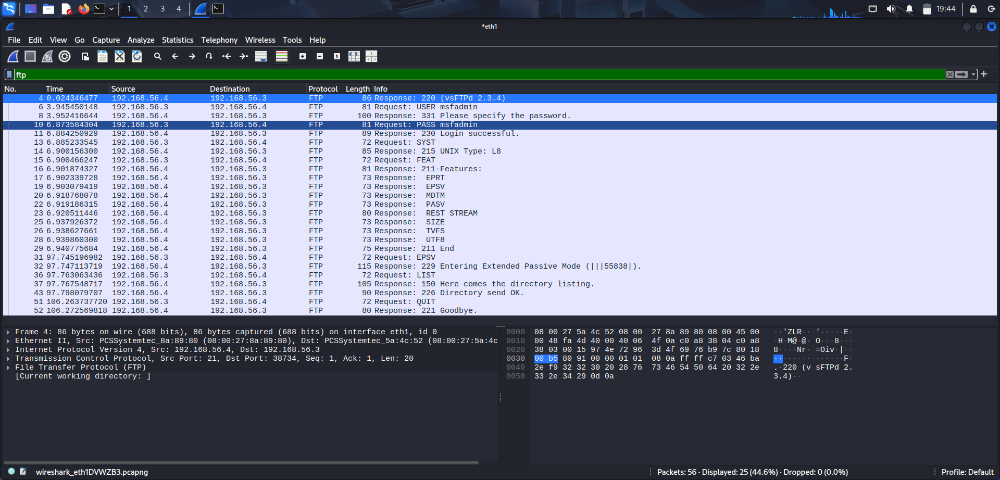 1 2 3 4 19:44
*eth1
File Edit View Go Capture Analyze Statistics Telephony Wireless Tools Help
ftp
No. Time Source Destination Protocol Length Info
4 0.024346477 192.168.56.4 192.168.56.3 FTP 86 Response: 220 (vsFTPd 2.3.4)
6 3.945450148 192.168.56.3 192.168.56.4 FTP 81 Request: USER msfadmin
8 3.952416644 192.168.56.4 192.168.56.3 FTP 100 Response: 331 Please specify the password.
10 6.873584304 192.168.56.3 192.168.56.4 FTP 81 Request: PASS msfadmin
11 6.884250929 192.168.56.4 192.168.56.3 FTP 89 Response: 230 Login successful.
13 6.885233545 192.168.56.3 192.168.56.4 FTP 72 Request: SYST
14 6.900156300 192.168.56.4 192.168.56.3 FTP 85 Response: 215 UNIX Type: L8
15 6.900466247 192.168.56.3 192.168.56.4 FTP 72 Request: FEAT
16 6.901874327 192.168.56.4 192.168.56.3 FTP 81 Response: 211-Features:
17 6.902339728 192.168.56.4 192.168.56.3 FTP 73 Response: EPRT
19 6.903079419 192.168.56.4 192.168.56.3 FTP 73 Response: EPSV
20 6.918768078 192.168.56.4 192.168.56.3 FTP 73 Response: MDTM
22 6.919186315 192.168.56.4 192.168.56.3 FTP 73 Response: PASV
23 6.920511446 192.168.56.4 192.168.56.3 FTP 80 Response: REST STREAM
25 6.937926372 192.168.56.4 192.168.56.3 FTP 73 Response: SIZE
26 6.938627661 192.168.56.4 192.168.56.3 FTP 73 Response: TVFS
28 6.939860300 192.168.56.4 192.168.56.3 FTP 73 Response: UTF8
29 6.940775684 192.168.56.4 192.168.56.3 FTP 75 Response: 211 End
31 97.745196982 192.168.56.3 192.168.56.4 FTP 72 Request: EPSV
32 97.747113719 192.168.56.4 192.168.56.3 FTP 115 Response: 229 Entering Extended Passive Mode (|||55838|).
36 97.763063436 192.168.56.3 192.168.56.4 FTP 72 Request: LIST
37 97.767548717 192.168.56.4 192.168.56.3 FTP 105 Response: 150 Here comes the directory listing.
43 97.798079707 192.168.56.4 192.168.56.3 FTP 90 Response: 226 Directory send OK.
51 106.263737720 192.168.56.3 192.168.56.4 FTP 72 Request: QUIT
52 106.272569818 192.168.56.4 192.168.56.3 FTP 80 Response: 221 Goodbye.
Frame 4: 86 bytes on wire (688 bits), 86 bytes captured (688 bits) on interface eth1, id 0
Ethernet II, Src: PCSSystemtec_8a:89:80 (08:00:27:8a:89:80), Dst: PCSSystemtec_5a:4c:52 (08:00:27:5a:4c
Internet Protocol Version 4, Src: 192.168.56.4, Dst: 192.168.56.3
Transmission Control Protocol, Src Port: 21, Dst Port: 38734, Seq: 1, Ack: 1, Len: 20
File Transfer Protocol (FTP)
[Current working directory: ]
0000 08 00 27 5a 4c 52 08 00 27 8a 89 80 08 00 45 00 ··'ZLR·· '·····E·
0010 00 48 fa 4d 40 00 40 06 4f 0a c0 a8 38 04 c0 a8 ·H·M@·@· O···8···
0020 38 03 00 15 97 4e 72 96 3d 4f 69 76 b9 7c 80 18 8····Nr· =Oiv·|··
0030 00 b5 80 91 00 00 01 01 08 0a ff ff c7 03 46 ba ········ ······F·
0040 2e f9 32 32 30 20 28 76 73 46 54 50 64 20 32 2e .·220 (v sFTPd 2.
0050 33 2e 34 29 0d 0a 3.4)··
wireshark_eth1DVWZB3.pcapng Packets: 56 · Displayed: 25 (44.6%) · Dropped: 0 (0.0%) Profile: Default